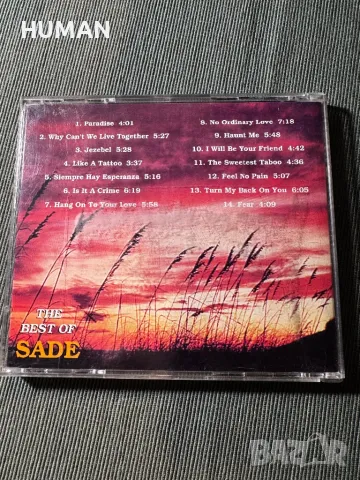 HUMAN
1. Paradise 4:01
2. Why Can't We Live Together 5:27
3. Jezebel 5:28
4. Like A Tattoo 3:37
5. Siempre Hay Esperanza 5:16
6. Is It A Crime 6:19
7. Hang On To Your Love 5:58
8. No Ordinary Love 7:18
9. Haunt Me 5:48
10. I Will Be Your Friend 4:42
11. The Sweetest Taboo 4:36
12. Feel No Pain 5:07
13. Turn My Back On You 6:05
14. Fear 4:09
THE
BEST OF
SADE
BAZAR
bg